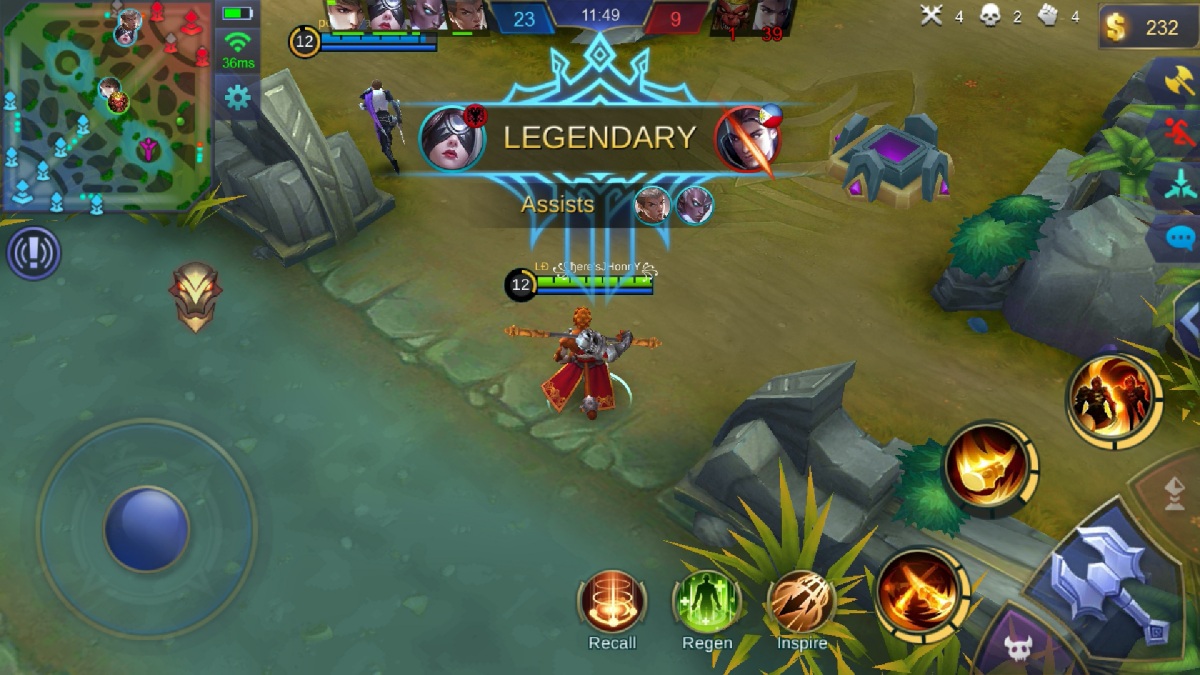 23 11:49 9
4 2 4
232
36ms
12
1 39
LEGENDARY
Assists
12
Recall Regen Inspire